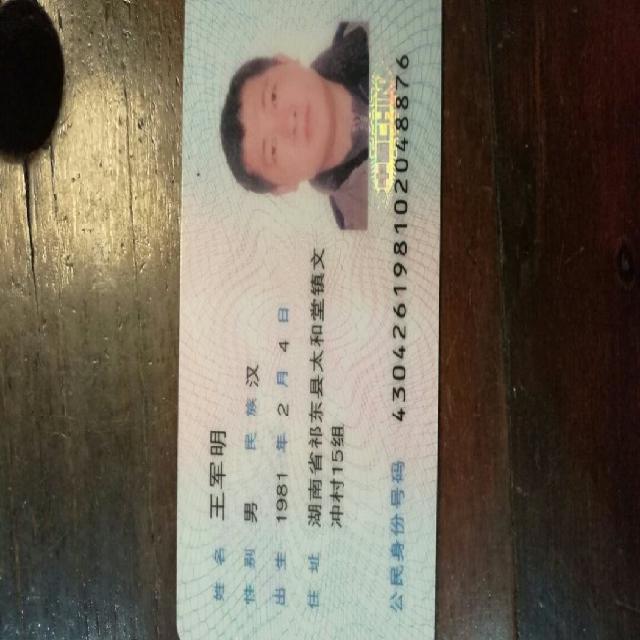 姓名 王军明
性别 男 民族 汉
出生 1981 年 2 月 4 日
住址 湖南省祁东县太和堂镇文
冲村15组
公民身份号码 430426198102048876